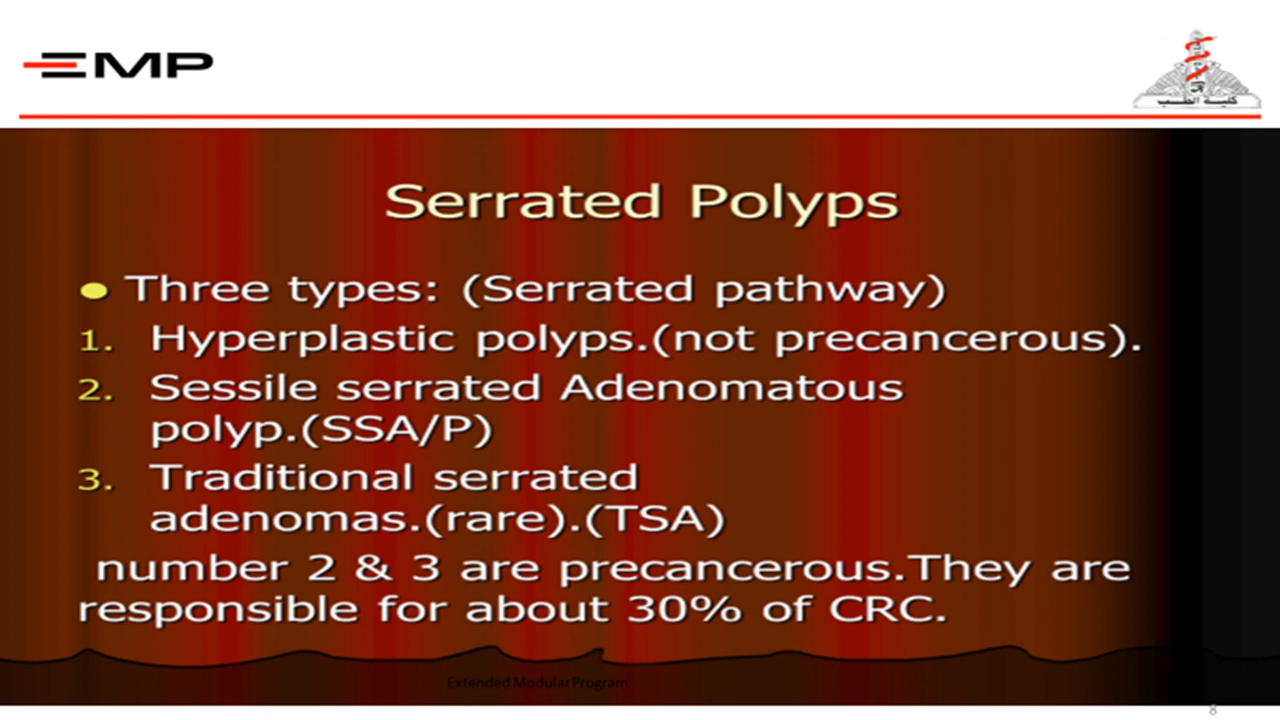 EMP
كلية الطب
Serrated Polyps
● Three types: (Serrated pathway)
1. Hyperplastic polyps.(not precancerous).
2. Sessile serrated Adenomatous
polyp.(SSA/P)
3. Traditional serrated
adenomas.(rare).(TSA)
number 2 & 3 are precancerous.They are
responsible for about 30% of CRC.
Extended Modular Program
8